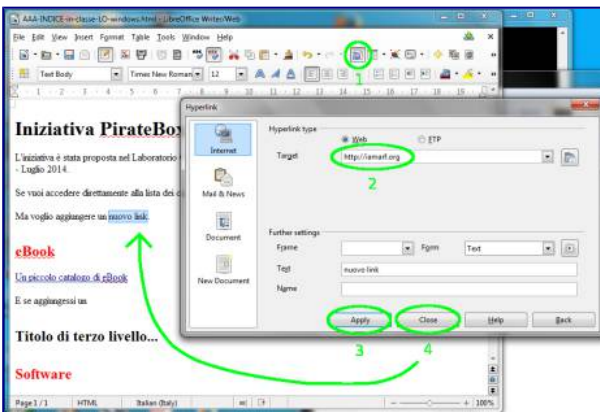 AAA-INDICE-in-classe-LO-windows.html - LibreOffice Writer/Web
File Edit View Insert Format Table Tools Window Help
Text Body Times New Roman 12
1
Iniziativa PirateBox
L'iniziativa è stata proposta nel Laboratorio
- Luglio 2014.
Se vuoi accedere direttamente alla lista dei
Ma voglio aggiungere un nuovo link.
eBook
Un piccolo catalogo di eBook
E se aggiungessi un
Titolo di terzo livello...
Software
Page 1 / 1 HTML Italian (Italy) 100%
Hyperlink
Internet
Mail & News
Document
New Document
Hyperlink type
Web FTP
Target http://iamarf.org
2
Further settings
Frame Form Text
Text nuovo link
Name
Apply Close Help Back
3 4